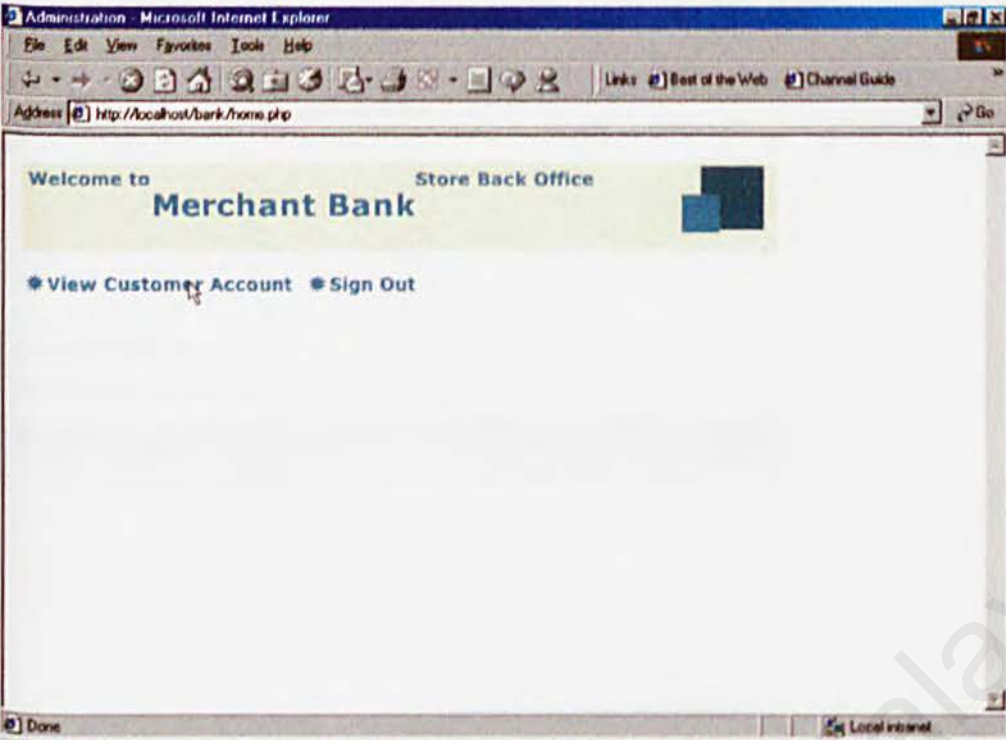 Administration - Microsoft Internet Explorer
File Edit View Favorites Tools Help
Links Best of the Web Channel Guide
Address http://localhost/bank/home.php Go
Welcome to Store Back Office
Merchant Bank
View Customer Account Sign Out
Done Local intranet